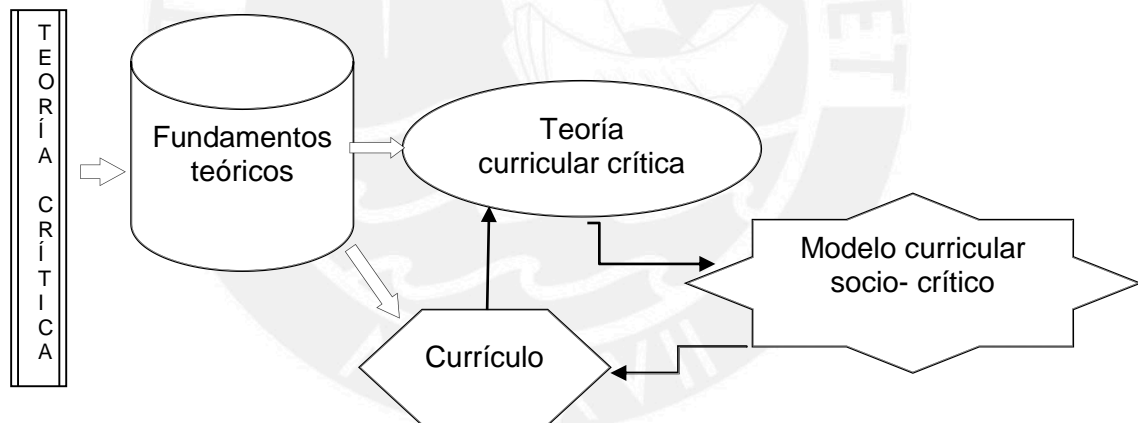 TEORÍA CRÍTICA
Fundamentos
teóricos
Teoría
curricular crítica
Modelo curricular
socio- crítico
Currículo